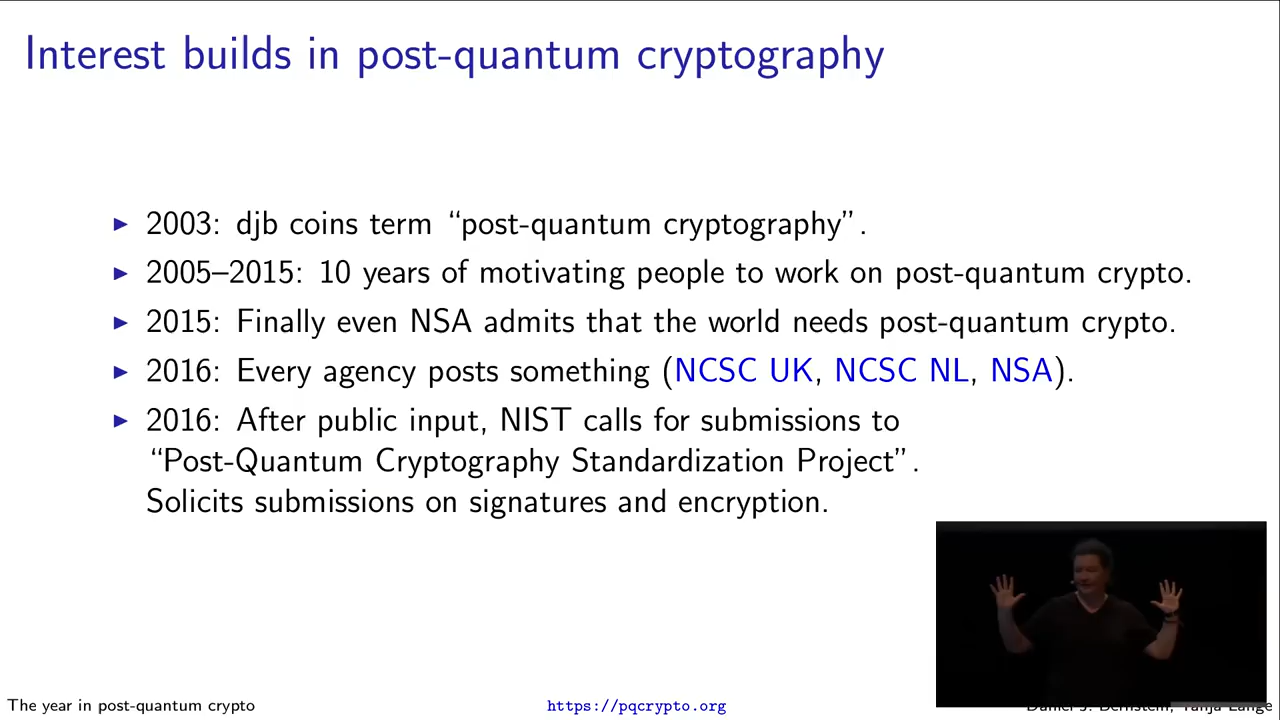 Interest builds in post-quantum cryptography
▶ 2003: djb coins term “post-quantum cryptography”.
▶ 2005–2015: 10 years of motivating people to work on post-quantum crypto.
▶ 2015: Finally even NSA admits that the world needs post-quantum crypto.
▶ 2016: Every agency posts something (NCSC UK, NCSC NL, NSA).
▶ 2016: After public input, NIST calls for submissions to
“Post-Quantum Cryptography Standardization Project”.
Solicits submissions on signatures and encryption.
The year in post-quantum crypto
https://pqcrypto.org
Daniel J. Bernstein, Tanja Lange